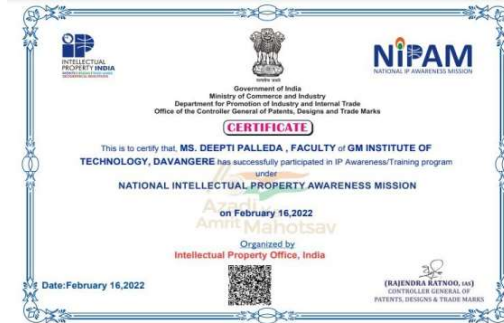 INTELLECTUAL
PROPERTY INDIA
NiPAM
NATIONAL IP AWARENESS MISSION
Government of India
Ministry of Commerce and Industry
Department for Promotion of Industry and Internal Trade
Office of the Controller General of Patents, Designs and Trade Marks
CERTIFICATE
This is to certify that, MS. DEEPTI PALLEDA , FACULTY of GM INSTITUTE OF
TECHNOLOGY, DAVANGERE has successfully participated in IP Awareness/Training program
under
NATIONAL INTELLECTUAL PROPERTY AWARENESS MISSION
Azadi Ka
Amrit Mahotsav
on February 16,2022
Organized by
Intellectual Property Office, India
Date:February 16,2022
(RAJENDRA RATNOO, IAS)
CONTROLLER GENERAL OF
PATENTS, DESIGNS & TRADE MARKS